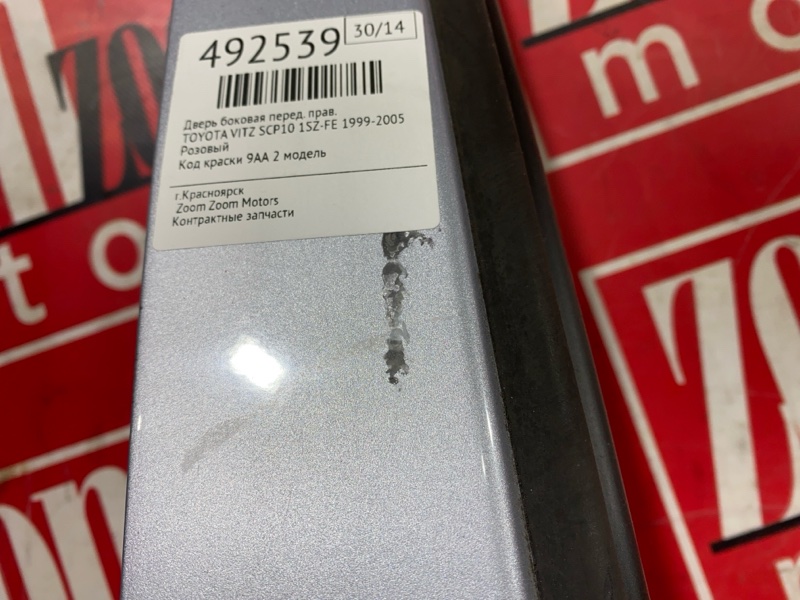 492539
30/14
Дверь боковая перед. прав.
TOYOTA VITZ SCP10 1SZ-FE 1999-2005
Розовый
Код краски 9AA 2 модель
г.Красноярск
Zoom Zoom Motors
Контрактные запчасти